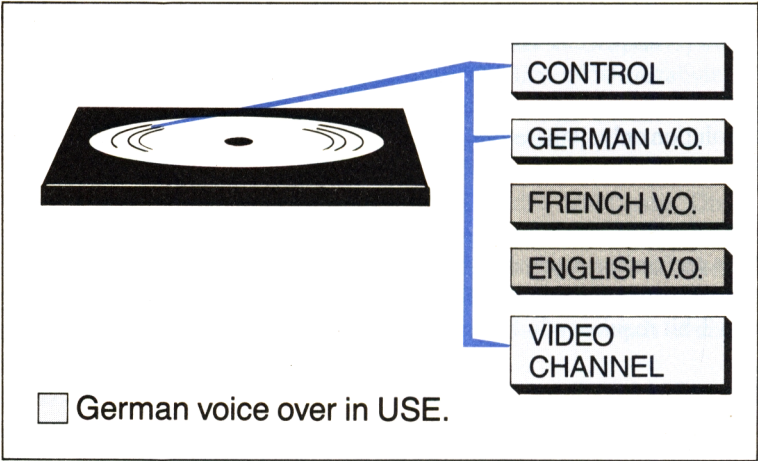 CONTROL
GERMAN V.O.
FRENCH V.O.
ENGLISH V.O.
VIDEO
CHANNEL
German voice over in USE.